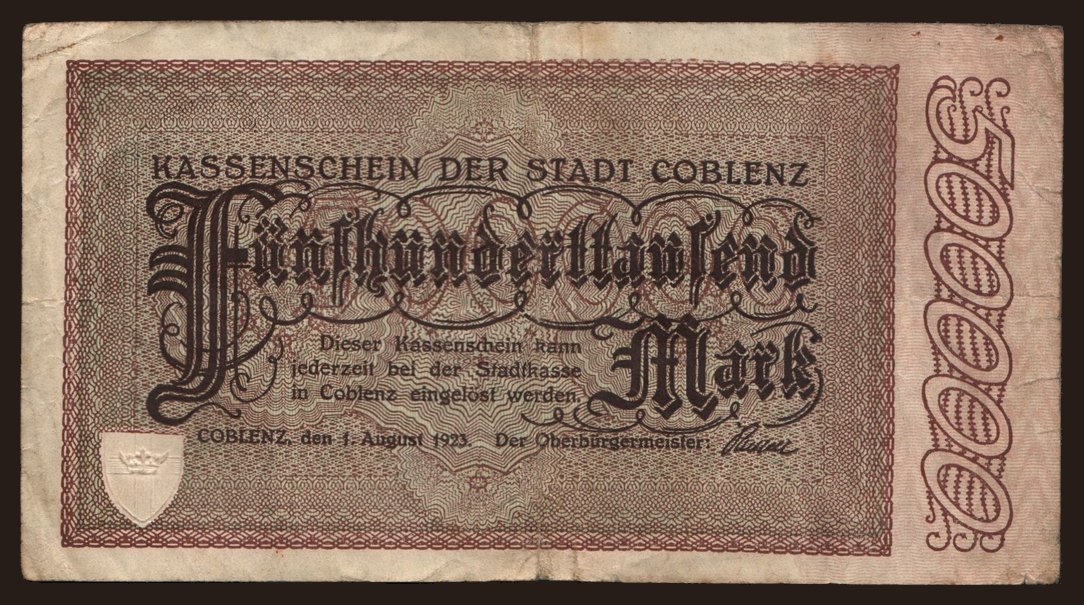 KASSENSCHEIN DER STADT COBLENZ
Fünfhunderttausend
Mark
Dieser Kassenschein kann
jederzeit bei der Stadtkasse
in Coblenz eingelöst werden.
COBLENZ, den 1. August 1923. Der Oberbürgermeister:
500000